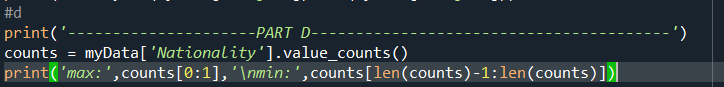 #d
print('---------------------PART D-----------------------------------------')
counts = myData['Nationality'].value_counts()
print('max:',counts[0:1],'\nmin:',counts[len(counts)-1:len(counts)])